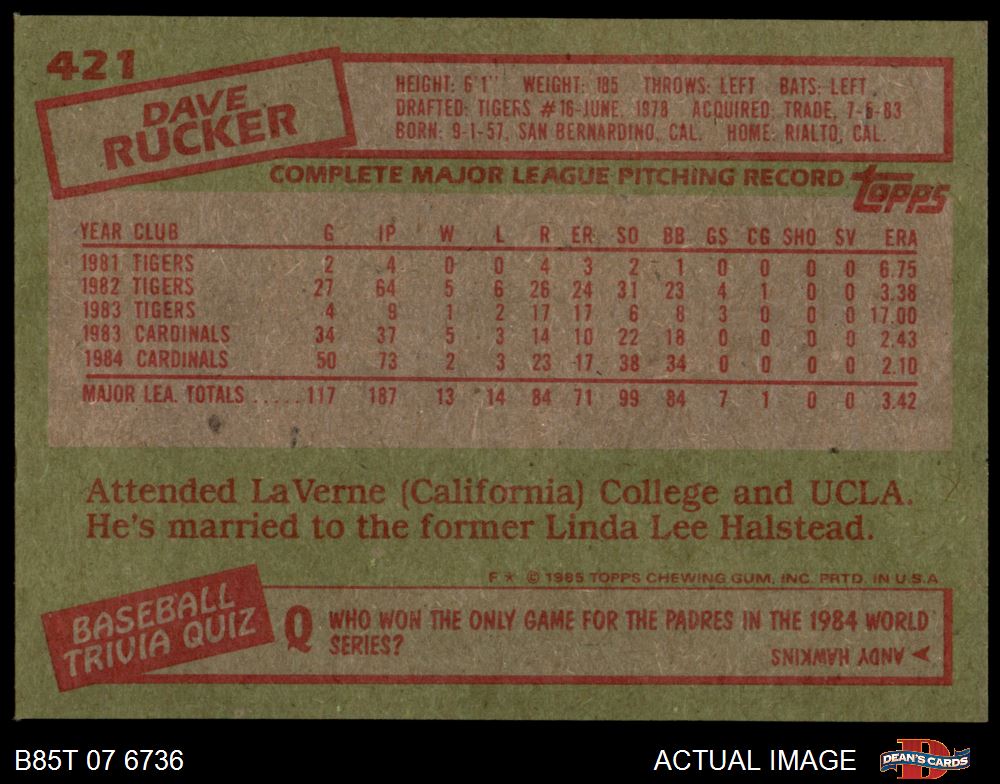 421
DAVE
RUCKER
HEIGHT: 6'1" WEIGHT: 185 THROWS: LEFT BATS: LEFT
DRAFTED: TIGERS #16-JUNE, 1978 ACQUIRED: TRADE, 7-6-83
BORN: 9-1-57, SAN BERNARDINO, CAL. HOME: RIALTO, CAL.
COMPLETE MAJOR LEAGUE PITCHING RECORD
TOPPS
YEAR CLUB G IP W L R ER SO BB GS CG SHO SV ERA
1981 TIGERS 2 4 0 0 4 3 2 1 0 0 0 0 6.75
1982 TIGERS 27 64 5 6 26 24 31 23 4 1 0 0 3.38
1983 TIGERS 4 9 1 2 17 17 6 8 3 0 0 0 17.00
1983 CARDINALS 34 37 5 3 14 10 22 18 0 0 0 0 2.43
1984 CARDINALS 50 73 2 3 23 17 38 34 0 0 0 0 2.10
MAJOR LEA. TOTALS .....117 187 13 14 84 71 99 84 7 1 0 0 3.42
Attended LaVerne (California) College and UCLA.
He's married to the former Linda Lee Halstead.
F* © 1985 TOPPS CHEWING GUM, INC. PRTD. IN U.S.A
BASEBALL
TRIVIA QUIZ
Q WHO WON THE ONLY GAME FOR THE PADRES IN THE 1984 WORLD
SERIES?
ANDY HAWKINS
B85T 07 6736
ACTUAL IMAGE
D
DEAN'S CARDS